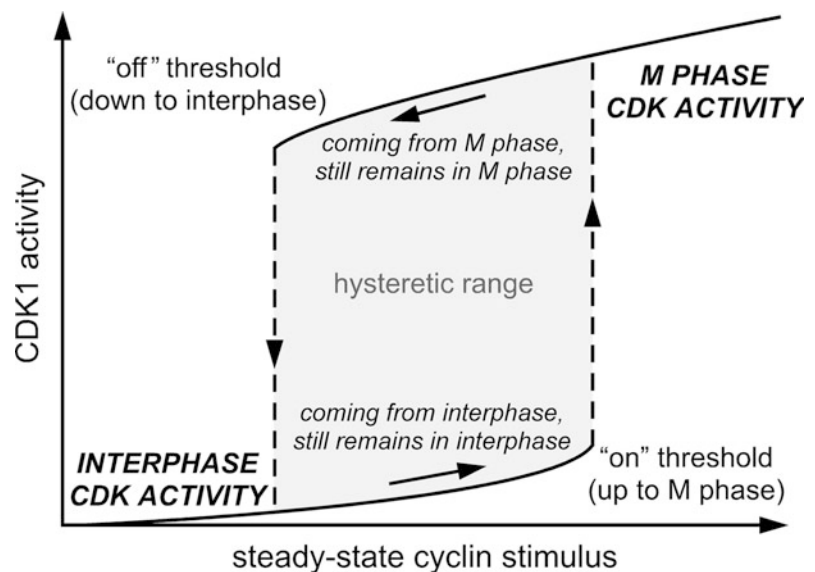 “off” threshold
(down to interphase)
M PHASE
CDK ACTIVITY
coming from M phase,
still remains in M phase
CDK1 activity
hysteretic range
coming from interphase,
still remains in interphase
INTERPHASE
CDK ACTIVITY
“on” threshold
(up to M phase)
steady-state cyclin stimulus